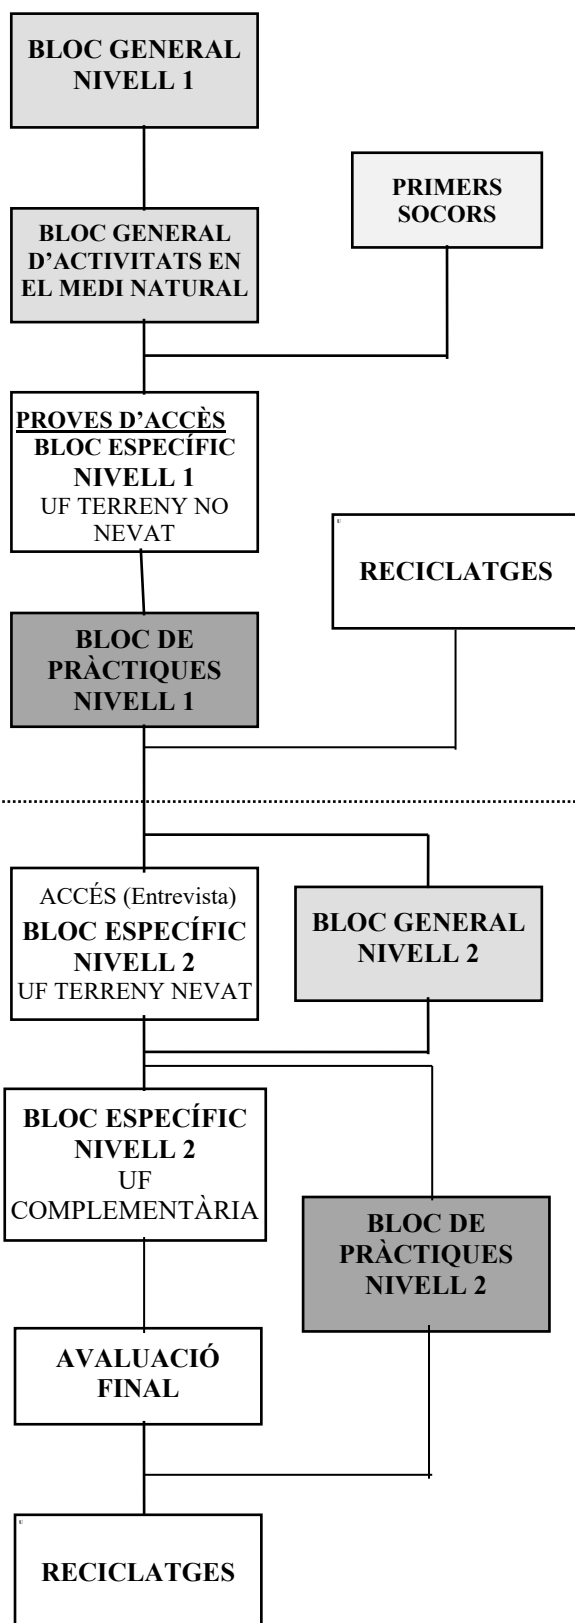 BLOC GENERAL
NIVELL 1
PRIMERS
SOCORS
BLOC GENERAL
D’ACTIVITATS EN
EL MEDI NATURAL
PROVES D’ACCÈS
BLOC ESPECÍFIC
NIVELL 1
UF TERRENY NO
NEVAT
RECICLATGES
BLOC DE
PRÀCTIQUES
NIVELL 1
ACCÉS (Entrevista)
BLOC ESPECÍFIC
NIVELL 2
UF TERRENY NEVAT
BLOC GENERAL
NIVELL 2
BLOC ESPECÍFIC
NIVELL 2
UF
COMPLEMENTÀRIA
BLOC DE
PRÀCTIQUES
NIVELL 2
AVALUACIÓ
FINAL
RECICLATGES